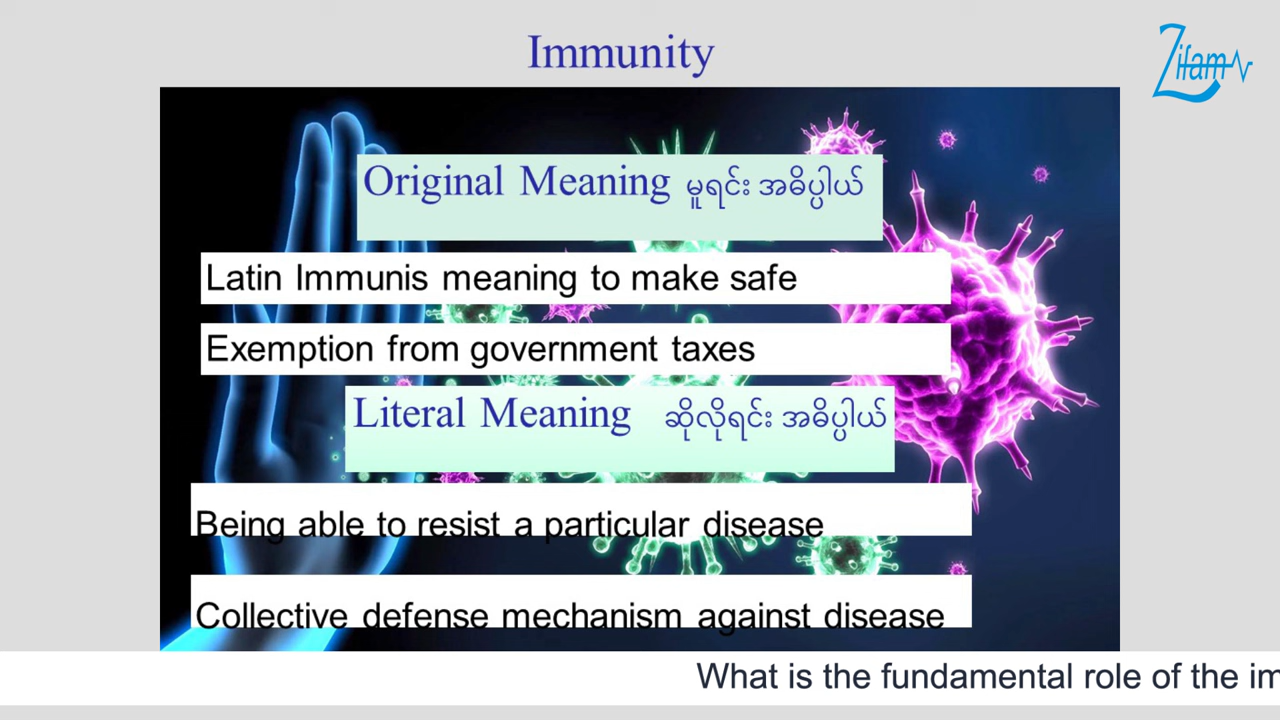 Immunity
Zifam
Original Meaning မူရင်း အဓိပ္ပါယ်
Latin Immunis meaning to make safe
Exemption from government taxes
Literal Meaning ဆိုလိုရင်း အဓိပ္ပါယ်
Being able to resist a particular disease
Collective defense mechanism against disease
What is the fundamental role of the